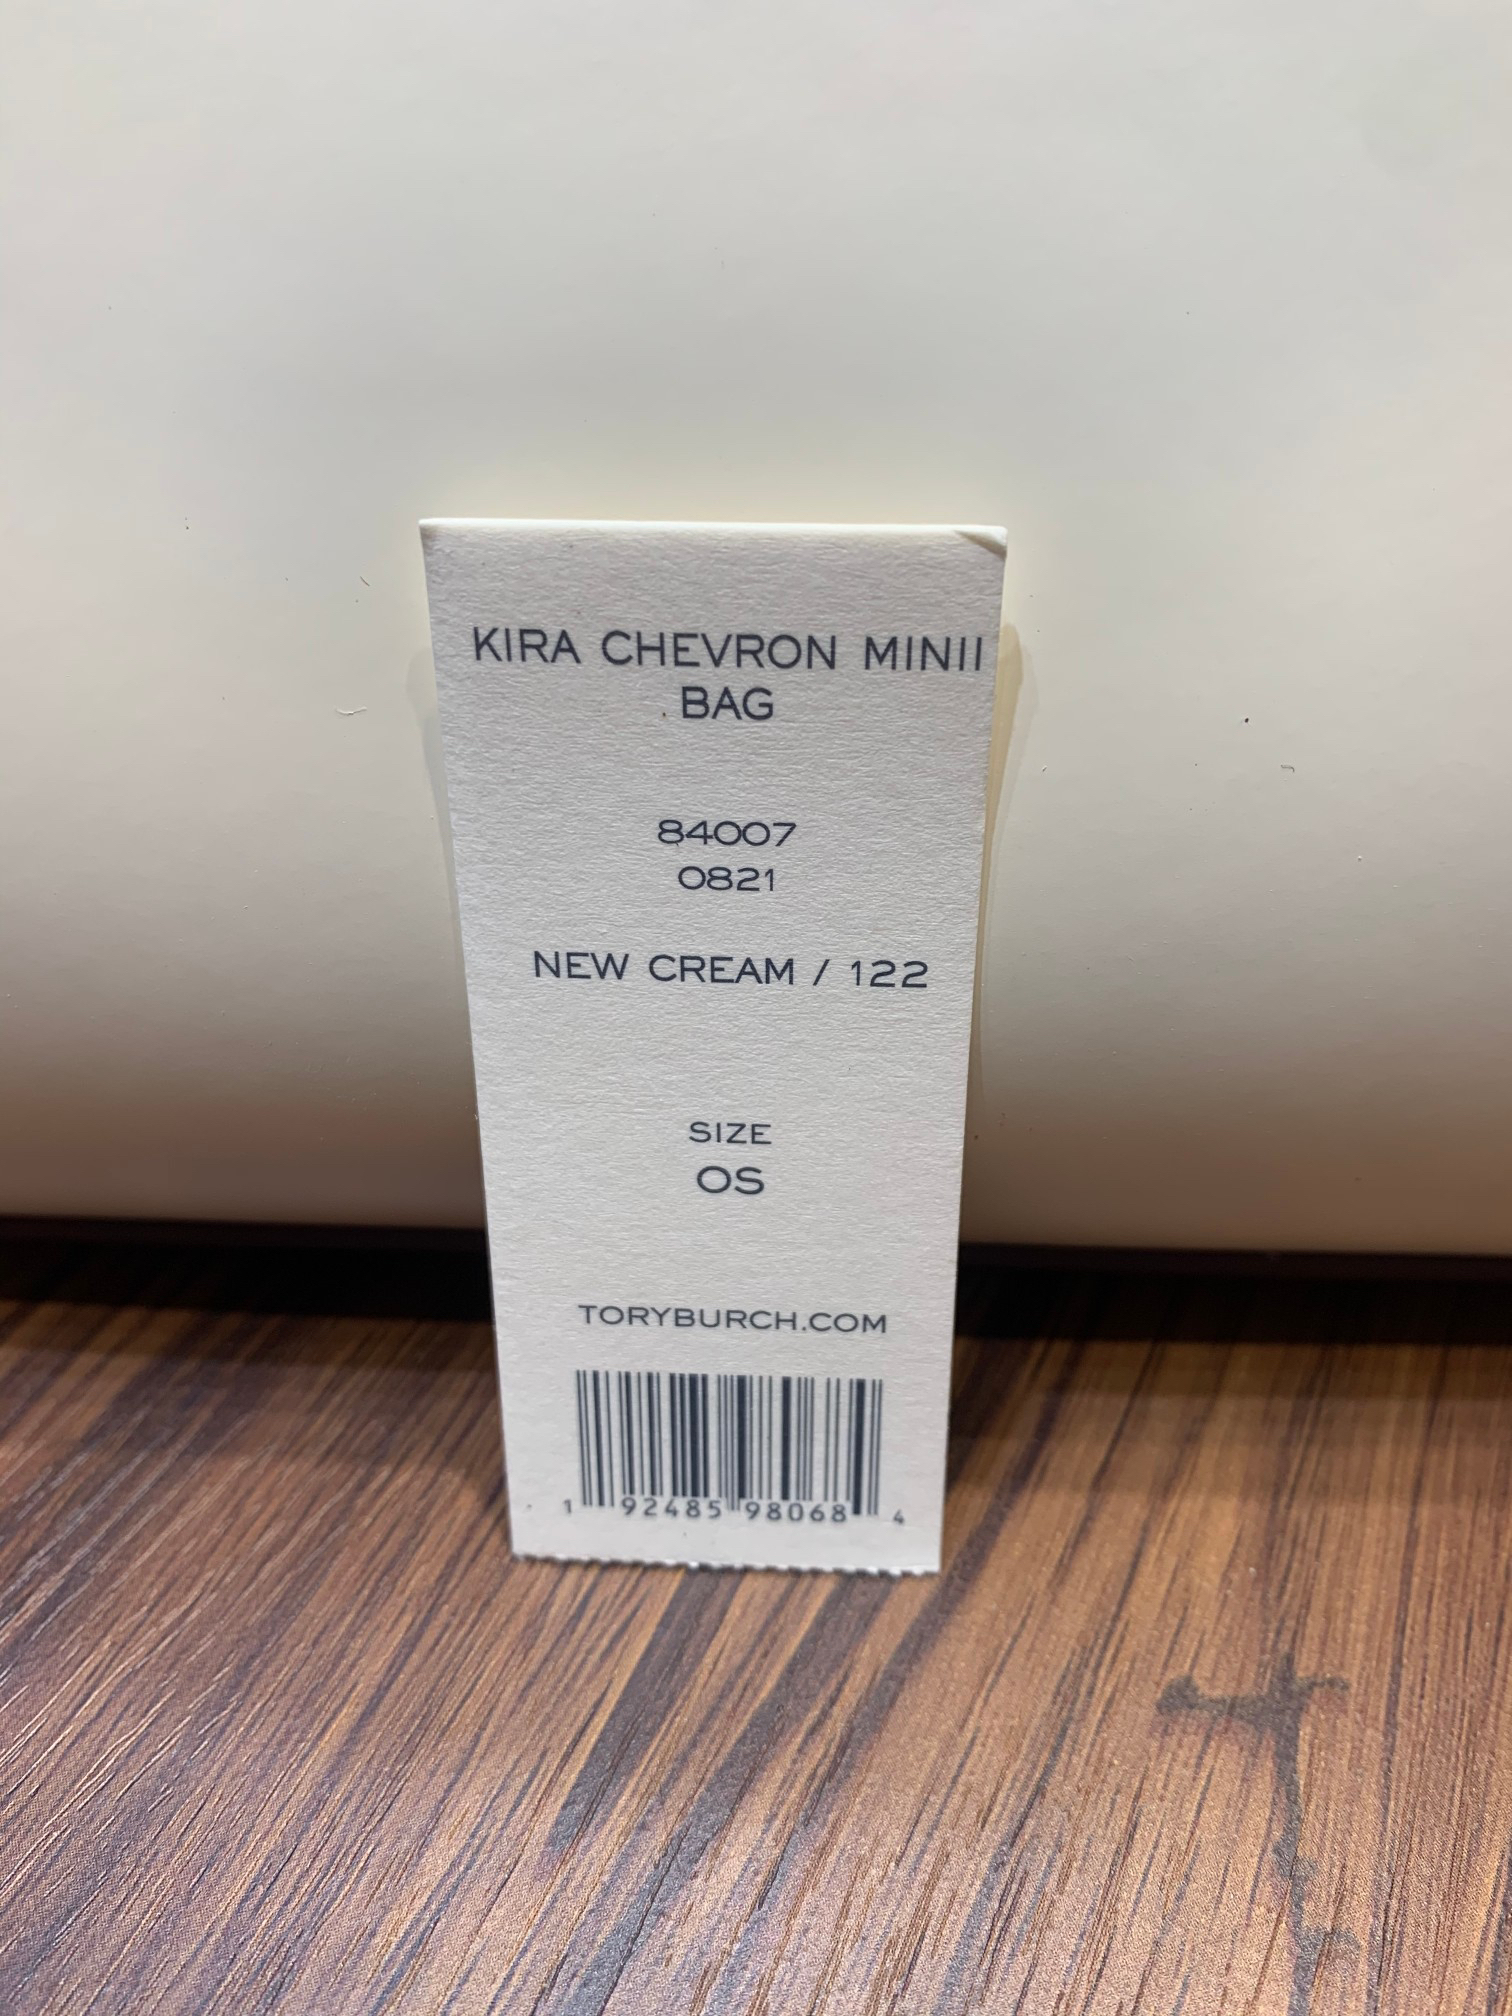 KIRA CHEVRON MINII
BAG
84007
0821
NEW CREAM / 122
SIZE
OS
TORYBURCH.COM
1 92485 98068 4